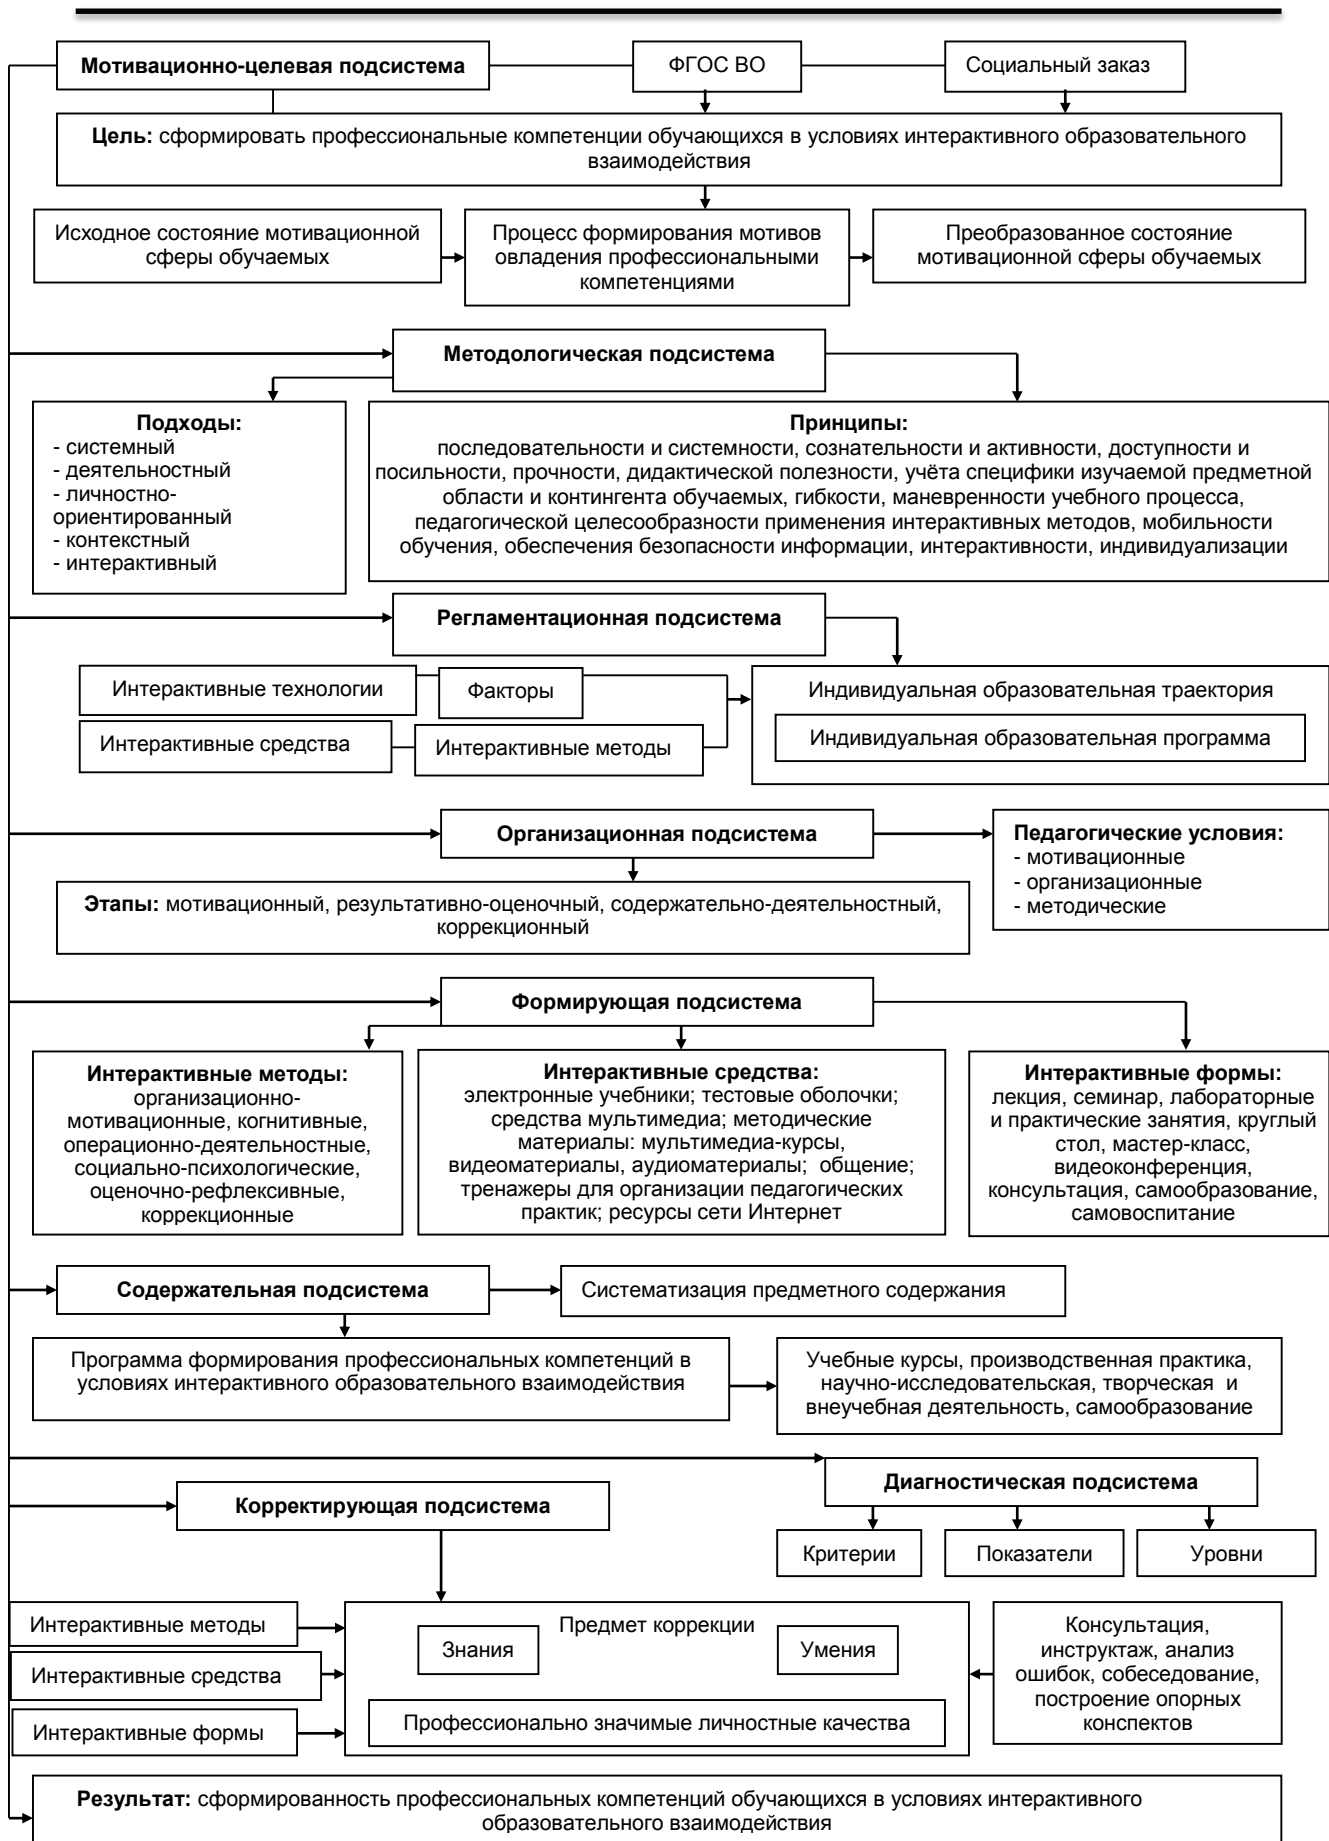 Мотивационно-целевая подсистема
ФГОС ВО
Социальный заказ
Цель: сформировать профессиональные компетенции обучающихся в условиях интерактивного образовательного
взаимодействия
Исходное состояние мотивационной
сферы обучаемых
Процесс формирования мотивов
овладения профессиональными
компетенциями
Преобразованное состояние
мотивационной сферы обучаемых
Методологическая подсистема
Подходы:
- системный
- деятельностный
- личностно-
ориентированный
- контекстный
- интерактивный
Принципы:
последовательности и системности, сознательности и активности, доступности и
посильности, прочности, дидактической полезности, учёта специфики изучаемой предметной
области и контингента обучаемых, гибкости, маневренности учебного процесса,
педагогической целесообразности применения интерактивных методов, мобильности
обучения, обеспечения безопасности информации, интерактивности, индивидуализации
Регламентационная подсистема
Интерактивные технологии
Факторы
Интерактивные средства
Интерактивные методы
Индивидуальная образовательная траектория
Индивидуальная образовательная программа
Организационная подсистема
Педагогические условия:
- мотивационные
- организационные
- методические
Этапы: мотивационный, результативно-оценочный, содержательно-деятельностный,
коррекционный
Формирующая подсистема
Интерактивные методы:
организационно-
мотивационные, когнитивные,
операционно-деятельностные,
социально-психологические,
оценочно-рефлексивные,
коррекционные
Интерактивные средства:
электронные учебники; тестовые оболочки;
средства мультимедиа; методические
материалы: мультимедиа-курсы,
видеоматериалы, аудиоматериалы; общение;
тренажеры для организации педагогических
практик; ресурсы сети Интернет
Интерактивные формы:
лекция, семинар, лабораторные
и практические занятия, круглый
стол, мастер-класс,
видеоконференция,
консультация, самообразование,
самовоспитание
Содержательная подсистема
Систематизация предметного содержания
Программа формирования профессиональных компетенций в
условиях интерактивного образовательного взаимодействия
Учебные курсы, производственная практика,
научно-исследовательская, творческая и
внеучебная деятельность, самообразование
Диагностическая подсистема
Корректирующая подсистема
Критерии
Показатели
Уровни
Интерактивные методы
Интерактивные средства
Интерактивные формы
Предмет коррекции
Знания
Умения
Профессионально значимые личностные качества
Консультация,
инструктаж, анализ
ошибок, собеседование,
построение опорных
конспектов
Результат: сформированность профессиональных компетенций обучающихся в условиях интерактивного
образовательного взаимодействия